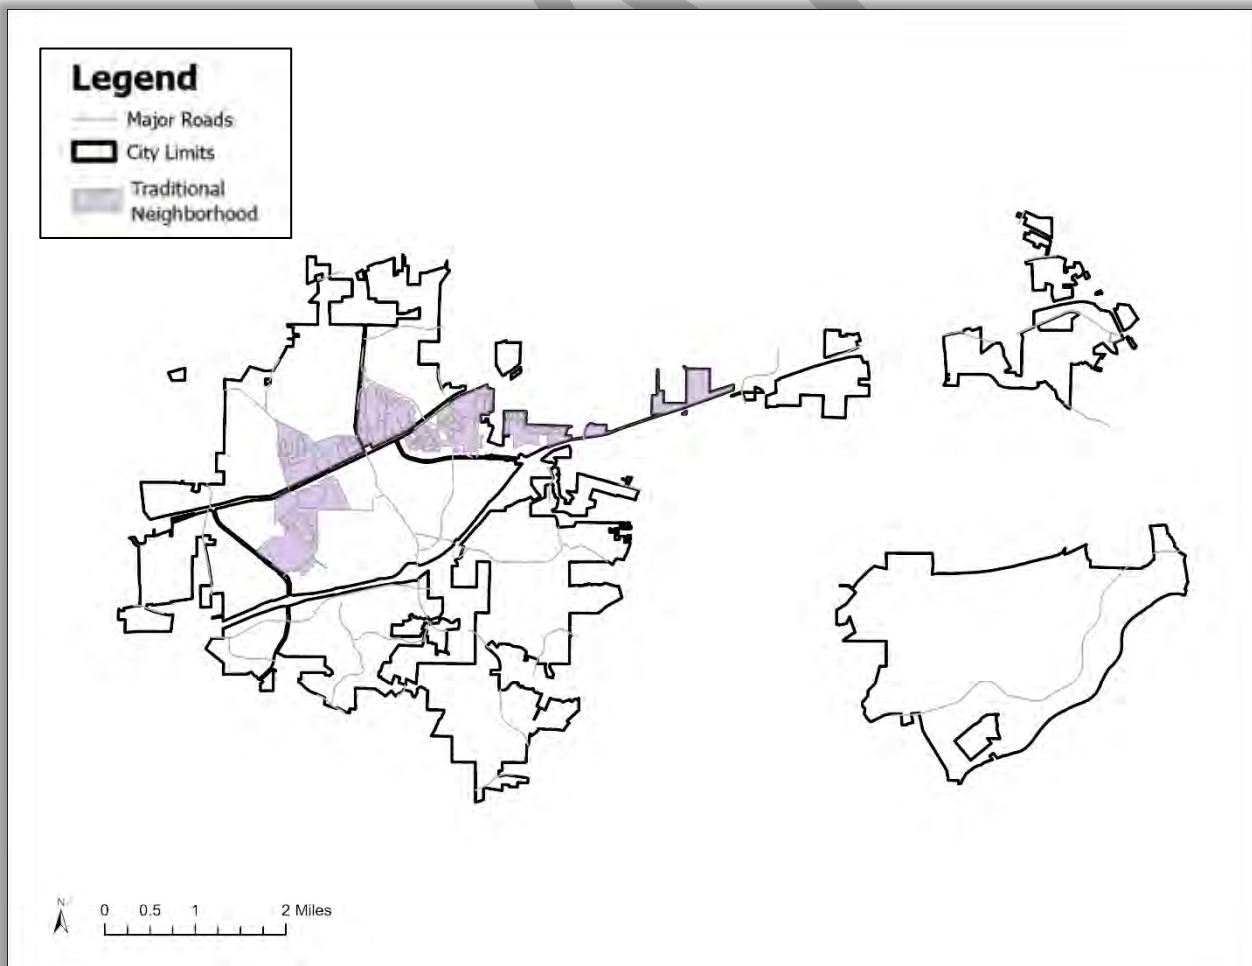 Legend
Major Roads
City Limits
Traditional
Neighborhood
N
0 0.5 1 2 Miles